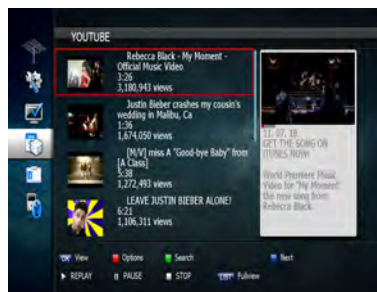 YOUTUBE
Rebecca Black - My Moment -
Official Music Video
3:26
3,180,943 views
Justin Bieber crashes my cousin's
wedding in Malibu, Ca
1:36
1,674,050 views
[M/V] miss A "Good-bye Baby" from
[A Class]
5:38
1,272,493 views
LEAVE JUSTIN BIEBER ALONE!
6:21
1,106,311 views
11. 07. 18.
GET THE SONG ON
ITUNES NOW!
World Premiere Music
Video for "My Moment"
the new song from
Rebecca Black.
OK View
Options
Search
Next
REPLAY
PAUSE
STOP
Fullview